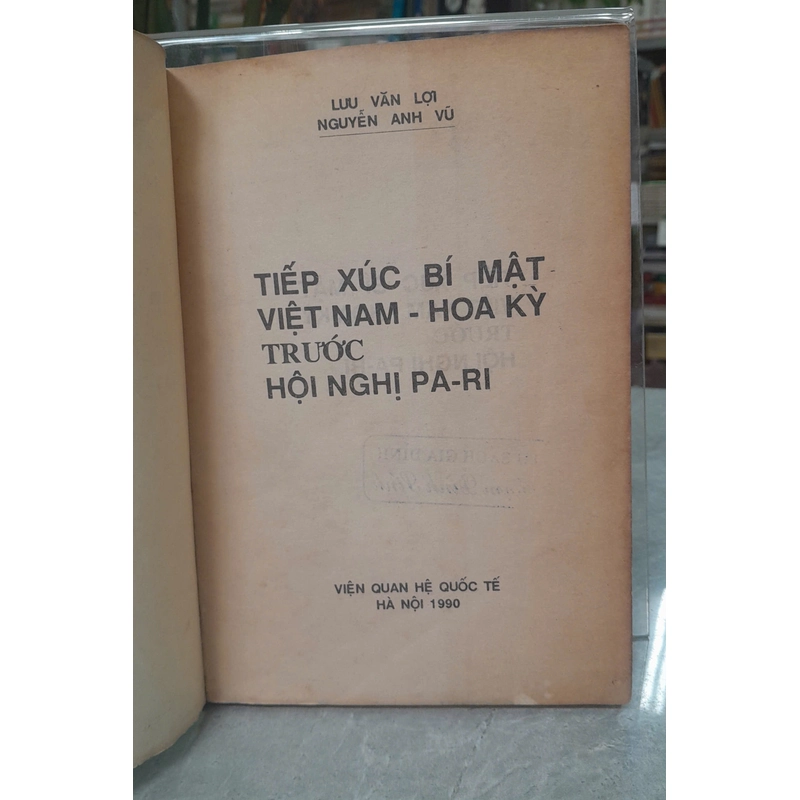 LƯU VĂN LỢI
NGUYỄN ANH VŨ
TIẾP XÚC BÍ MẬT
VIỆT NAM - HOA KỲ
TRƯỚC
HỘI NGHỊ PA-RI
VIỆN QUAN HỆ QUỐC TẾ
HÀ NỘI 1990